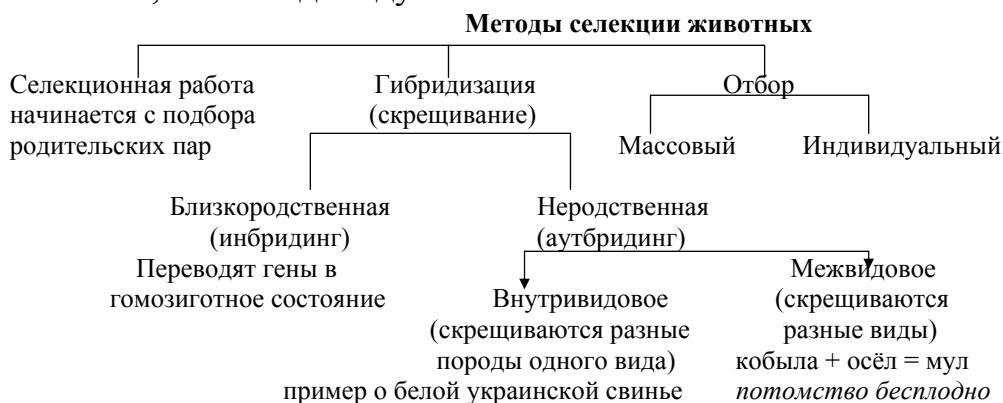 Методы селекции животных
Селекционная работа
начинается с подбора
родительских пар
Гибридизация
(скрещивание)
Отбор
Массовый
Индивидуальный
Близкородственная
(инбридинг)
Переводят гены в
гомозиготное состояние
Неродственная
(аутбридинг)
Внутривидовое
(скрещиваются разные
породы одного вида)
пример о белой украинской свинье
Межвидовое
(скрещиваются
разные виды)
кобыла + осёл = мул
потомство бесплодно